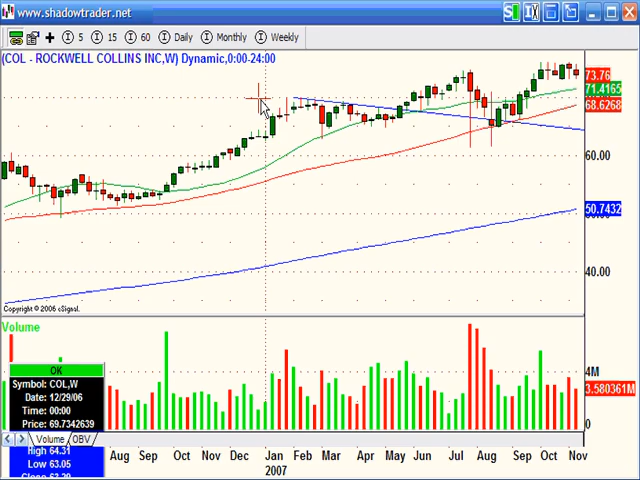 www.shadowtrader.net
5 15 60 Daily Monthly Weekly
(COL - ROCKWELL COLLINS INC,W) Dynamic,0:00-24:00
73.76
71.4165
68.6268
60.00
50.7432
40.00
Copyright © 2006 eSignal.
Volume
OK
Symbol: COL,W
Date: 12/29/06
Time: 00:00
Price: 69.7342639
4M
3.580361M
0
Volume OBV
High 64.31
Low 63.05
Aug Sep Oct Nov Dec Jan Feb Mar Apr May Jun Jul Aug Sep Oct Nov
2007